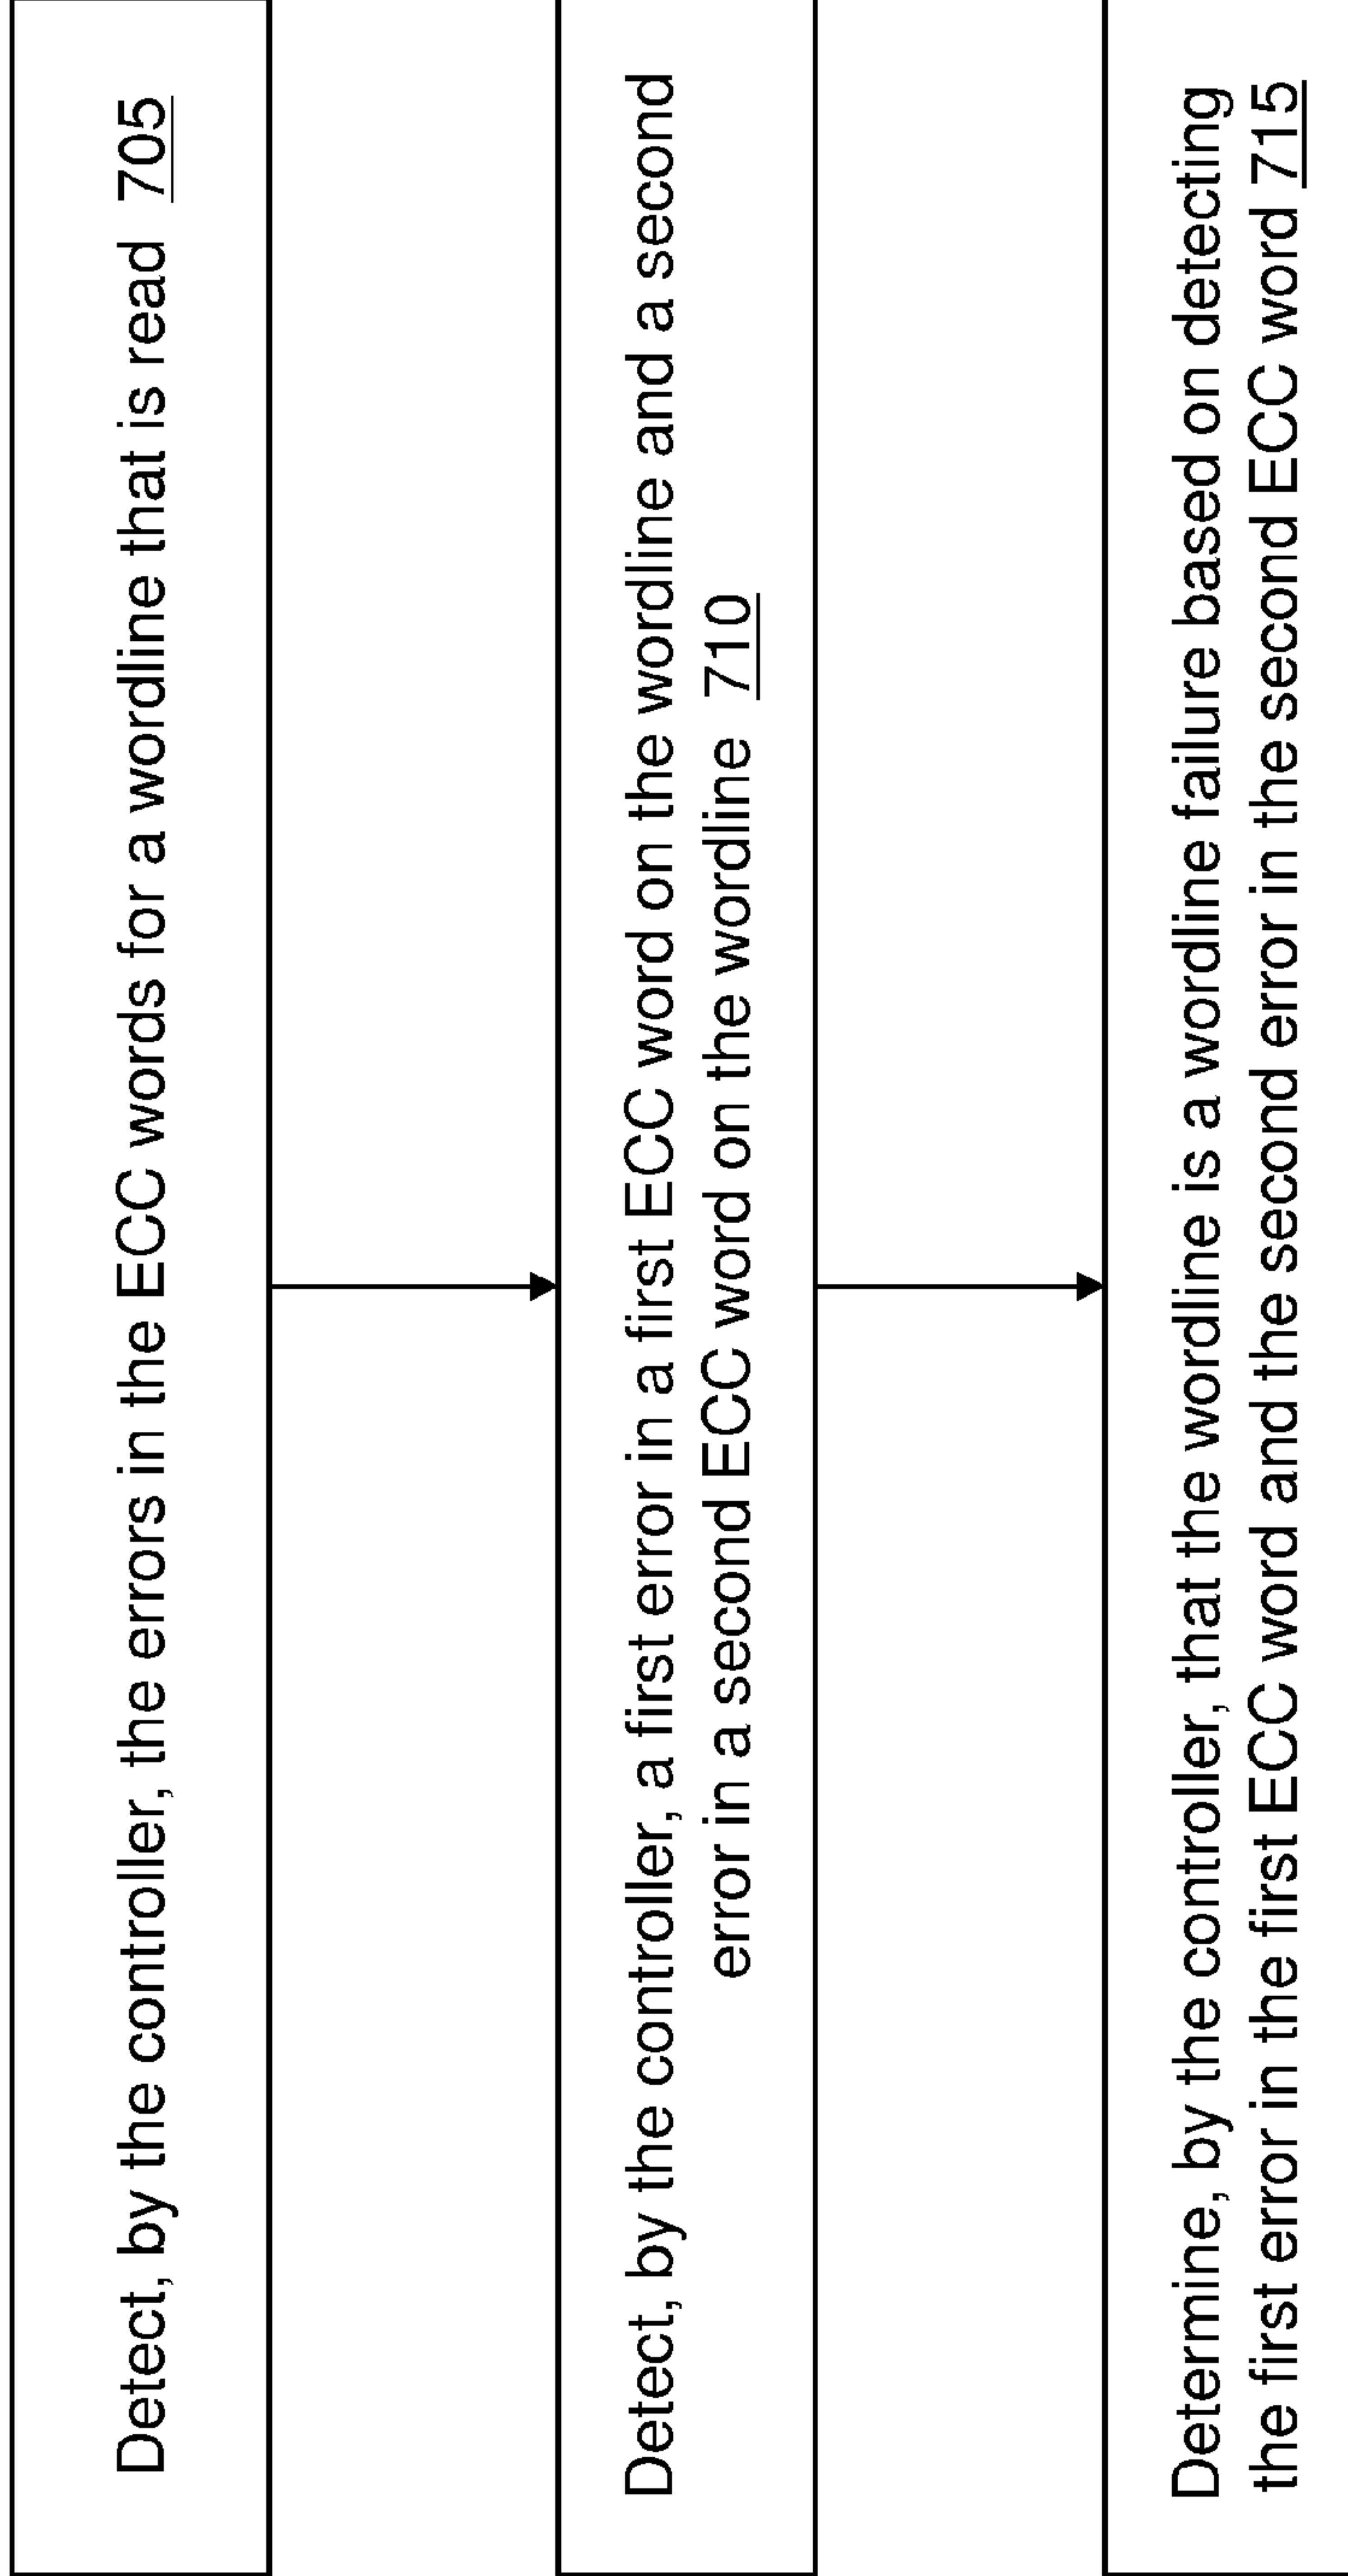 Detect, by the controller, the errors in the ECC words for a wordline that is read 705
Detect, by the controller, a first error in a first ECC word on the wordline and a second
error in a second ECC word on the wordline 710
Determine, by the controller, that the wordline is a wordline failure based on detecting
the first error in the first ECC word and the second error in the second ECC word 715